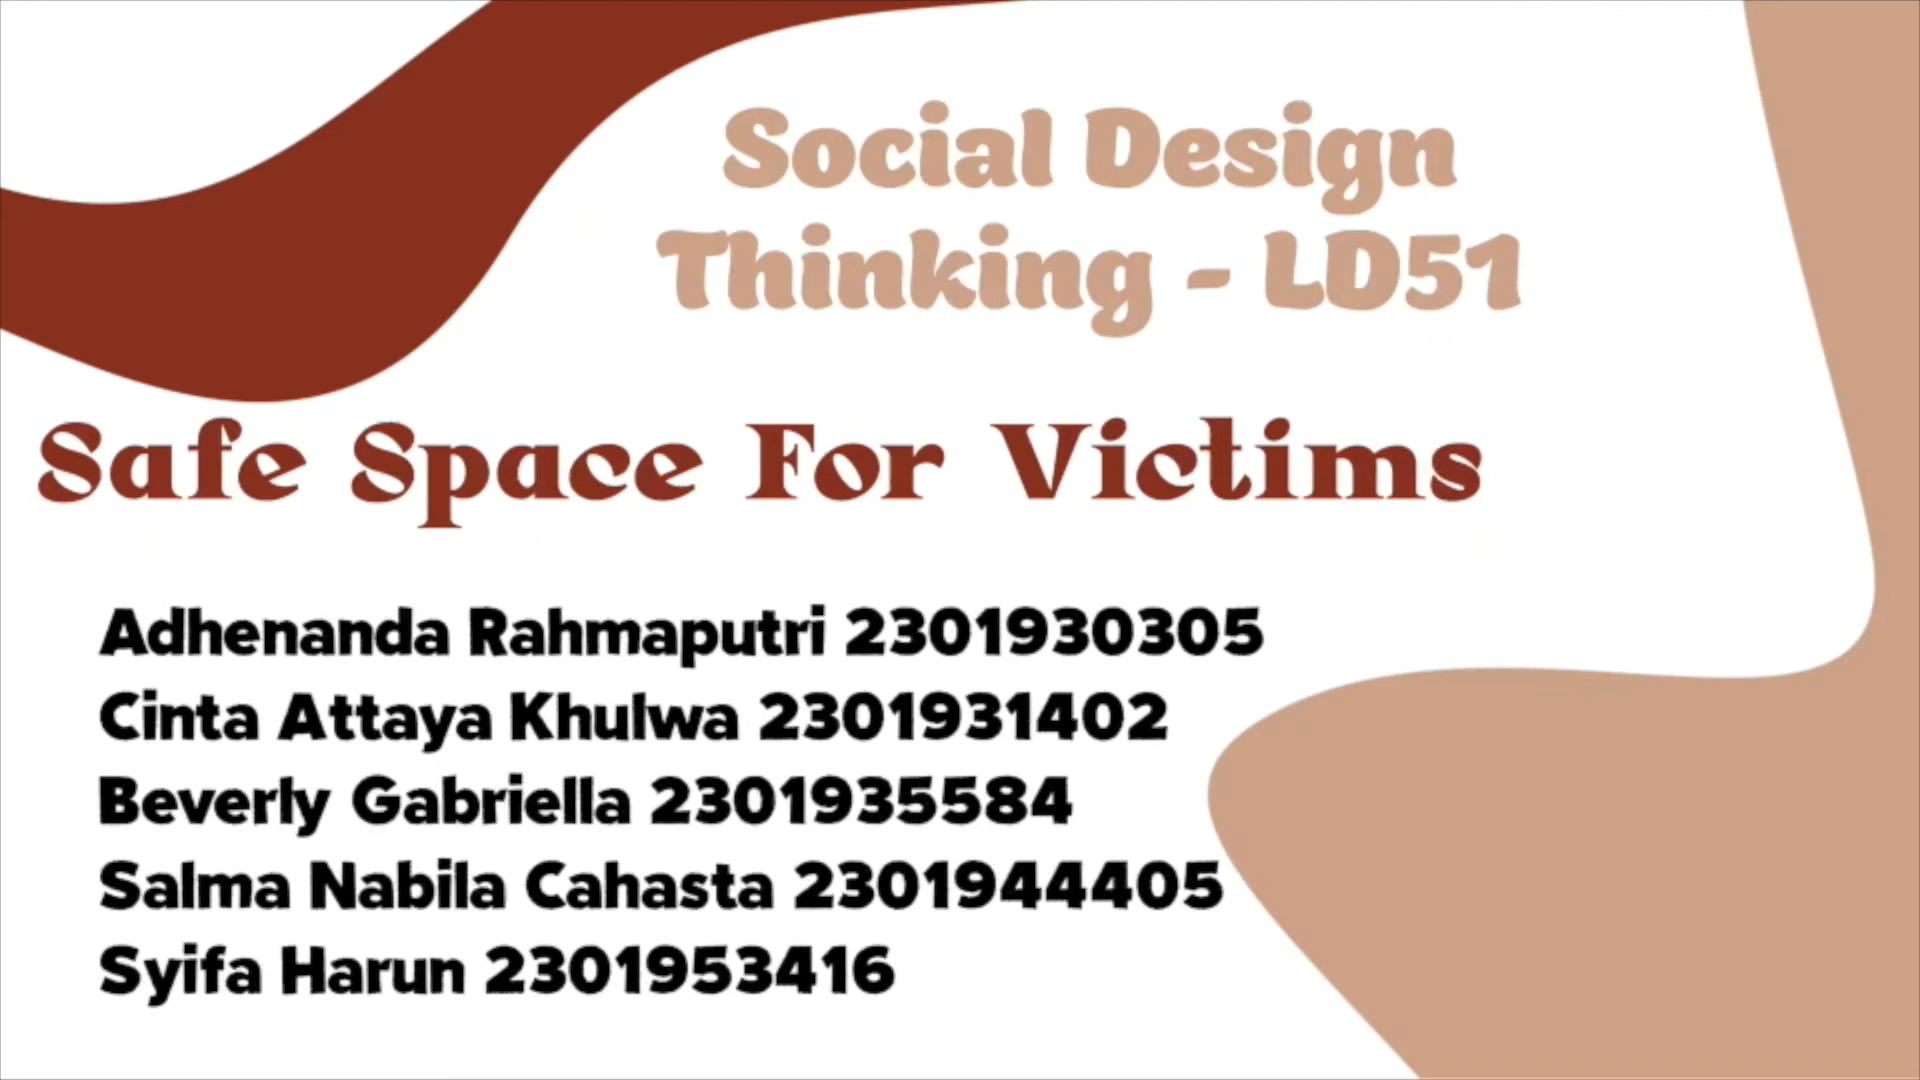 Social Design
Thinking - LD51
Safe Space For Victims
Adhenanda Rahmaputri 2301930305
Cinta Attaya Khulwa 2301931402
Beverly Gabriella 2301935584
Salma Nabila Cahasta 2301944405
Syifa Harun 2301953416